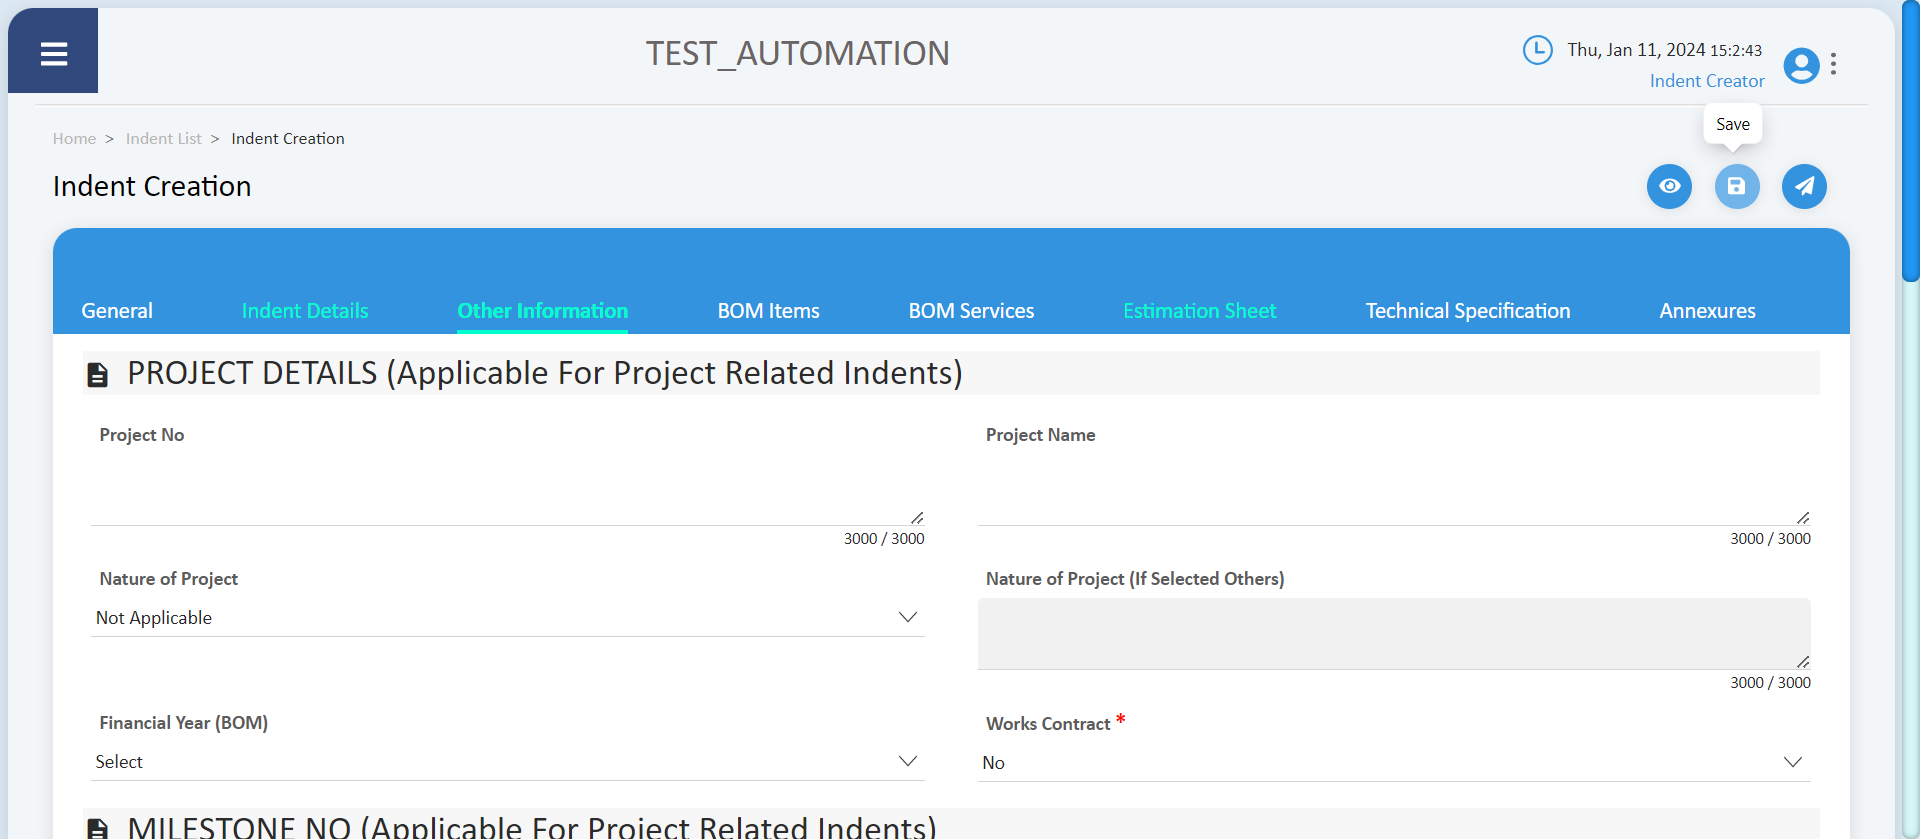 TEST_AUTOMATION
Thu, Jan 11, 2024 15:2:43
Indent Creator
Save
Home > Indent List > Indent Creation
Indent Creation
General Indent Details Other Information BOM Items BOM Services Estimation Sheet Technical Specification Annexures
PROJECT DETAILS (Applicable For Project Related Indents)
Project No Project Name
3000 / 3000 3000 / 3000
Nature of Project Nature of Project (If Selected Others)
Not Applicable
3000 / 3000
Financial Year (BOM) Works Contract *
Select No
MILESTONE NO (Applicable For Project Related Indents)